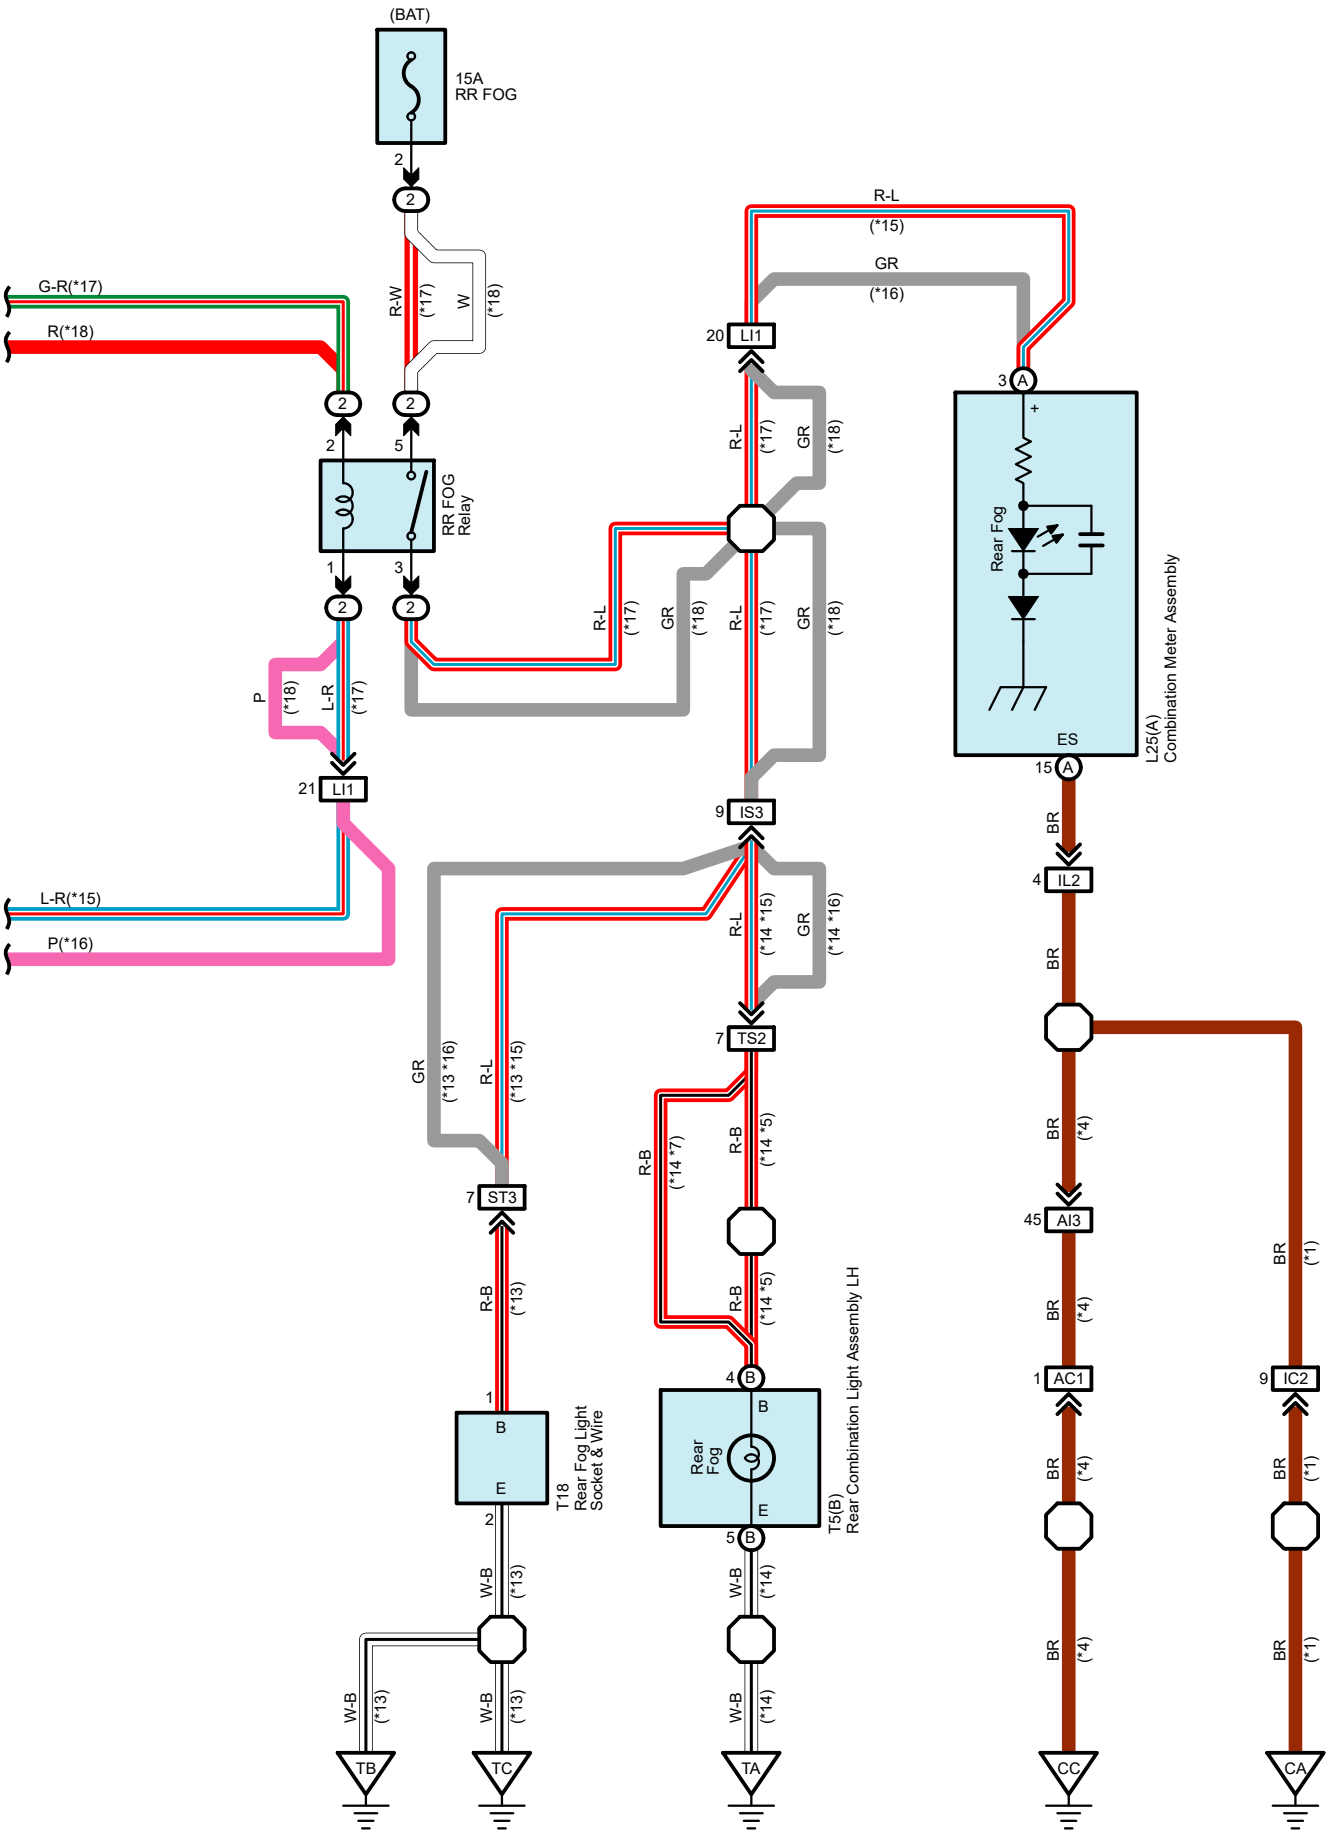 (BAT)
15A
RR FOG
2
2
R-L
(*15)
GR
(*16)
G-R(*17)
R(*18)
R-W
(*17)
W
(*18)
20
LI1
2
2
3
A
+
2
5
R-L
(*17)
GR
(*18)
RR FOG
Relay
Rear Fog
1
3
2
2
R-L
(*17)
GR
(*18)
R-L
(*17)
GR
(*18)
P
(*18)
L-R
(*17)
L25(A)
Combination Meter Assembly
ES
15
A
21
LI1
9
IS3
BR
4
IL2
L-R(*15)
P(*16)
R-L
(*14 *15)
GR
(*14 *16)
BR
7
TS2
GR
(*13 *16)
R-L
(*13 *15)
R-B
(*14 *7)
R-B
(*14 *5)
BR
(*4)
7
ST3
45
AI3
BR
(*1)
R-B
(*13)
R-B
(*14 *5)
BR
(*4)
4
B
1
AC1
9
IC2
1
B
E
2
T18
Rear Fog Light
Socket & Wire
B
Rear
Fog
E
5
B
T5(B)
Rear Combination Light Assembly LH
BR
(*4)
BR
(*1)
W-B
(*13)
W-B
(*14)
W-B
(*13)
W-B
(*13)
W-B
(*14)
BR
(*4)
BR
(*1)
TB
TC
TA
CC
CA